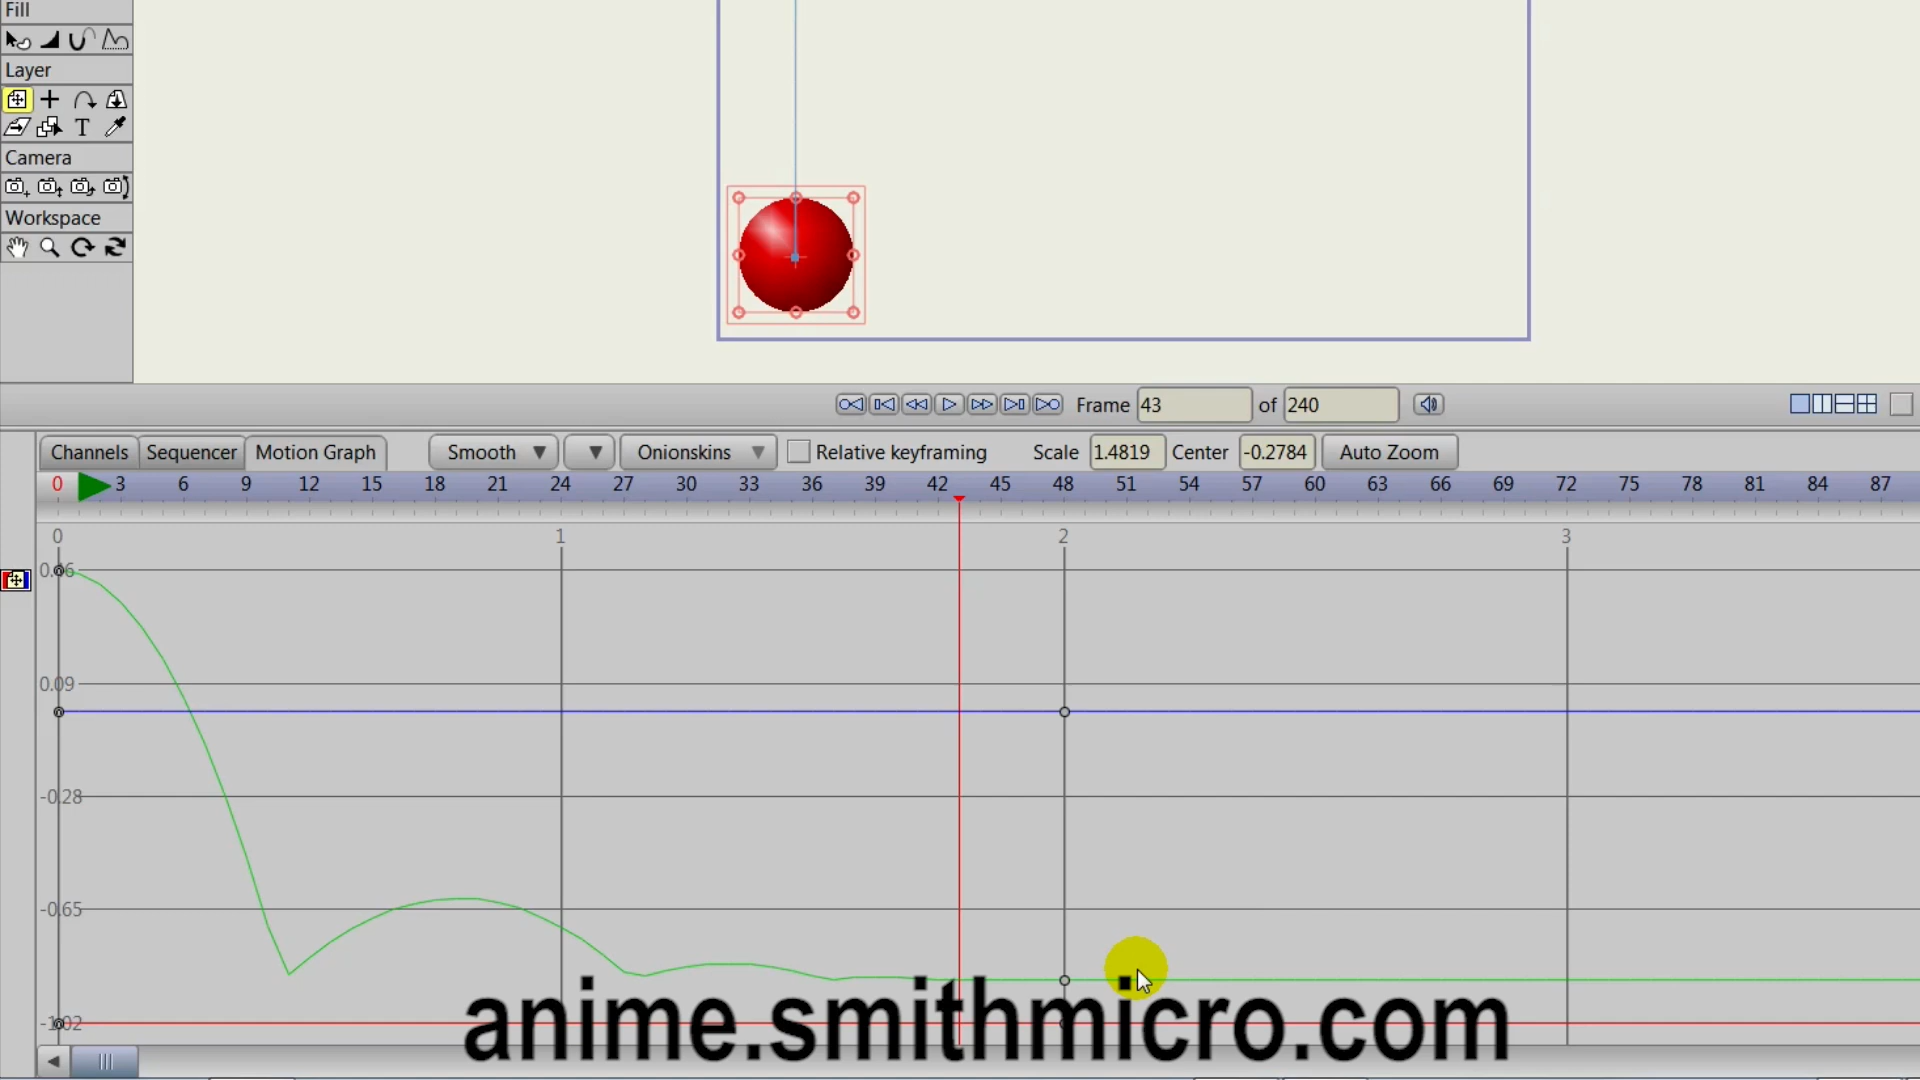 Fill
Layer
T
Camera
Workspace
Frame 43 of 240
Channels Sequencer Motion Graph Smooth Onionskins Relative keyframing Scale 1.4819 Center -0.2784 Auto Zoom
0 3 6 9 12 15 18 21 24 27 30 33 36 39 42 45 48 51 54 57 60 63 66 69 72 75 78 81 84 87
0 1 2 3
0.09
-0.28
-0.65
-1.02
anime.smithmicro.com